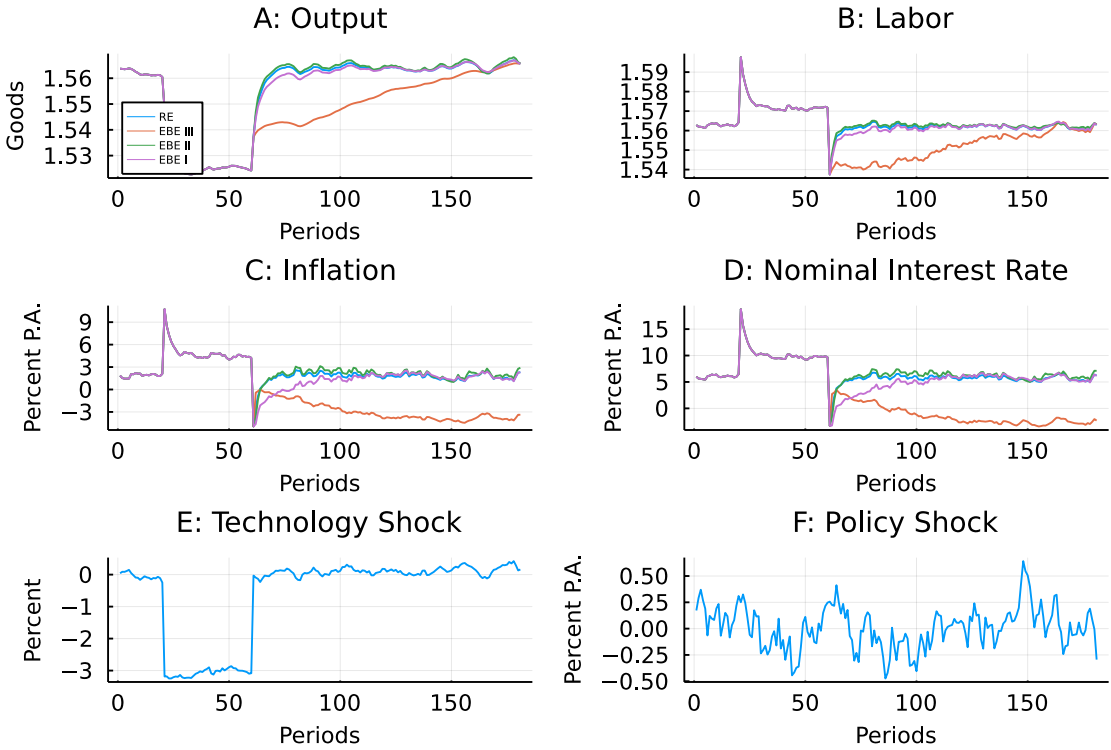 A: Output
Goods
1.56
1.55
1.54
1.53
RE
EBE III
EBE II
EBE I
0
50
100
150
Periods
B: Labor
1.59
1.58
1.57
1.56
1.55
1.54
0
50
100
150
Periods
C: Inflation
Percent P.A.
9
6
3
0
−3
0
50
100
150
Periods
D: Nominal Interest Rate
Percent P.A.
15
10
5
0
0
50
100
150
Periods
E: Technology Shock
Percent
0
−1
−2
−3
0
50
100
150
Periods
F: Policy Shock
Percent P.A.
0.50
0.25
0.00
−0.25
−0.50
0
50
100
150
Periods